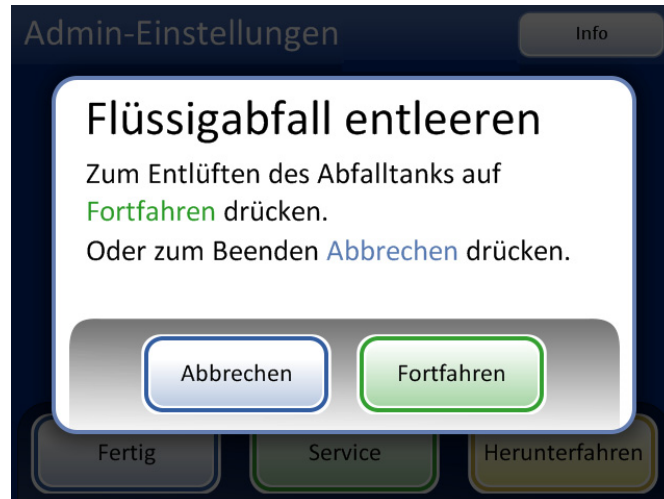 Admin-Einstellungen
Info
Flüssigabfall entleeren
Zum Entlüften des Abfalltanks auf
Fortfahren drücken.
Oder zum Beenden Abbrechen drücken.
Abbrechen
Fortfahren
Fertig
Service
Herunterfahren